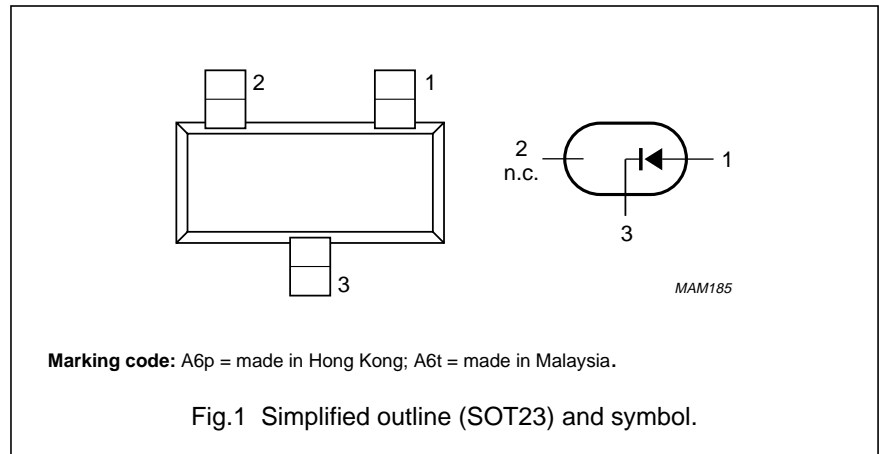 2
1
3
2
n.c.
1
3
MAM185
Marking code: A6p = made in Hong Kong; A6t = made in Malaysia.
Fig.1 Simplified outline (SOT23) and symbol.